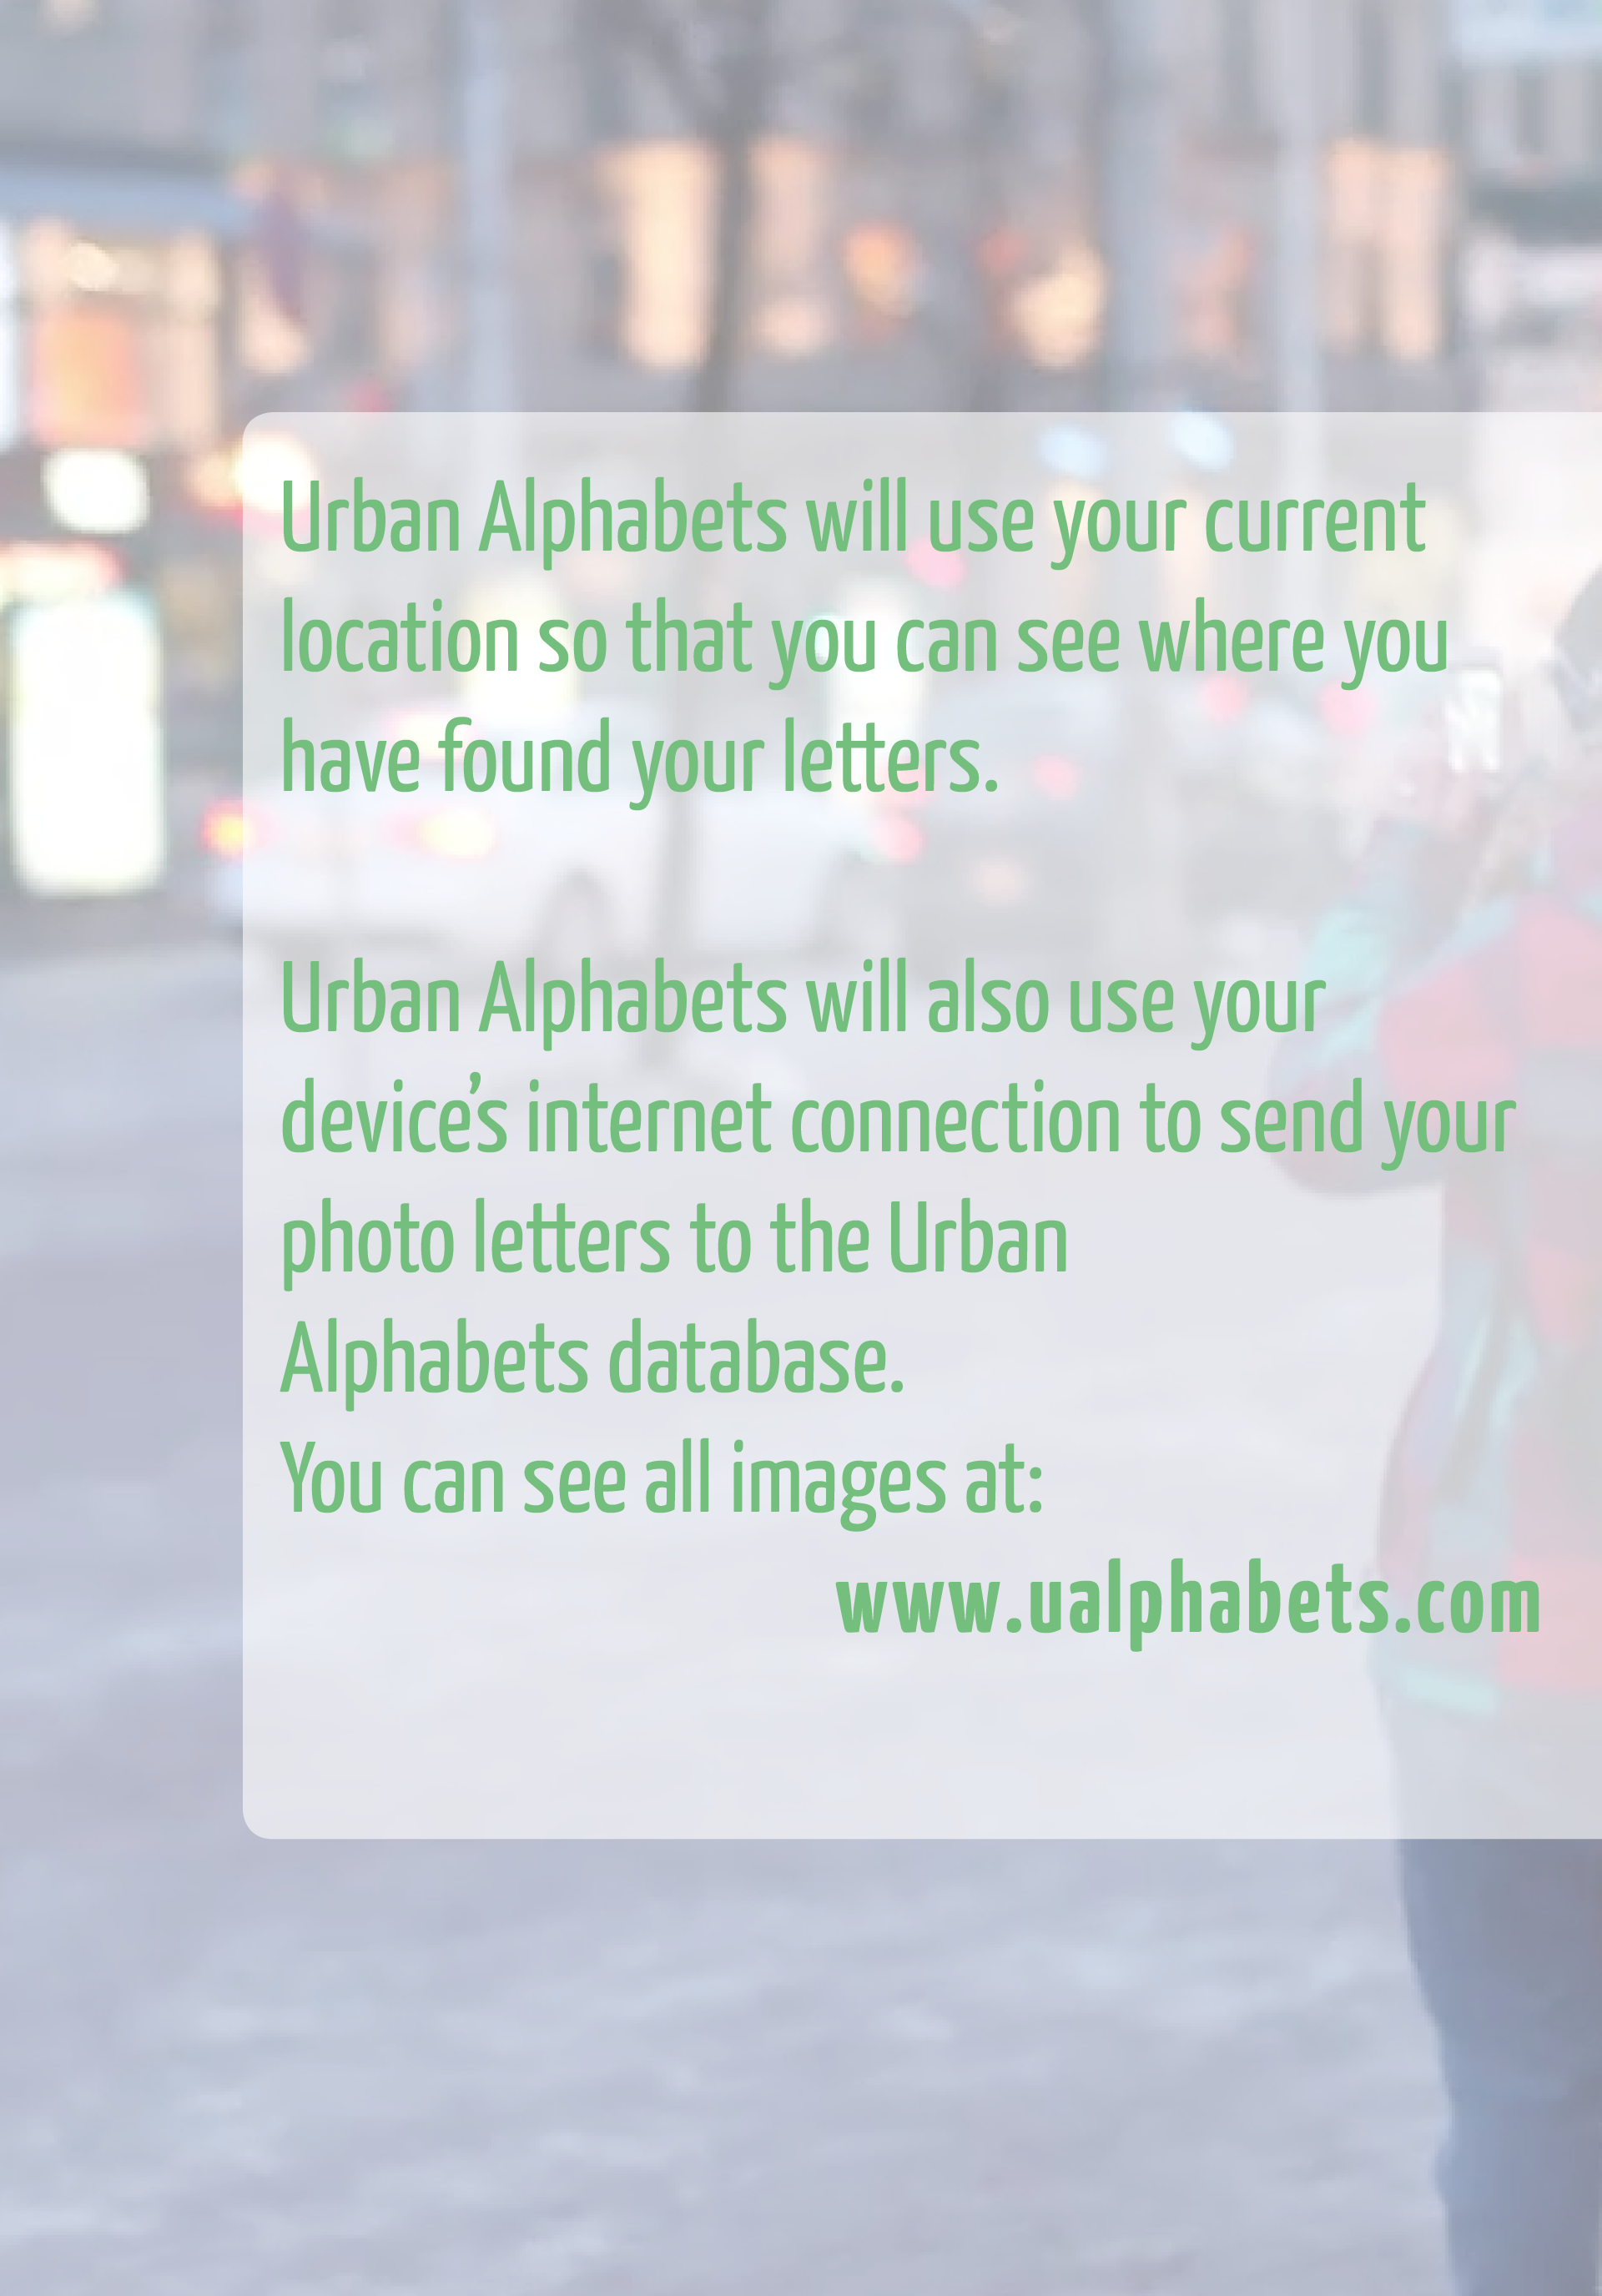 Urban Alphabets will use your current
location so that you can see where you
have found your letters.
Urban Alphabets will also use your
device’s internet connection to send your
photo letters to the Urban
Alphabets database.
You can see all images at:
www.ualphabets.com